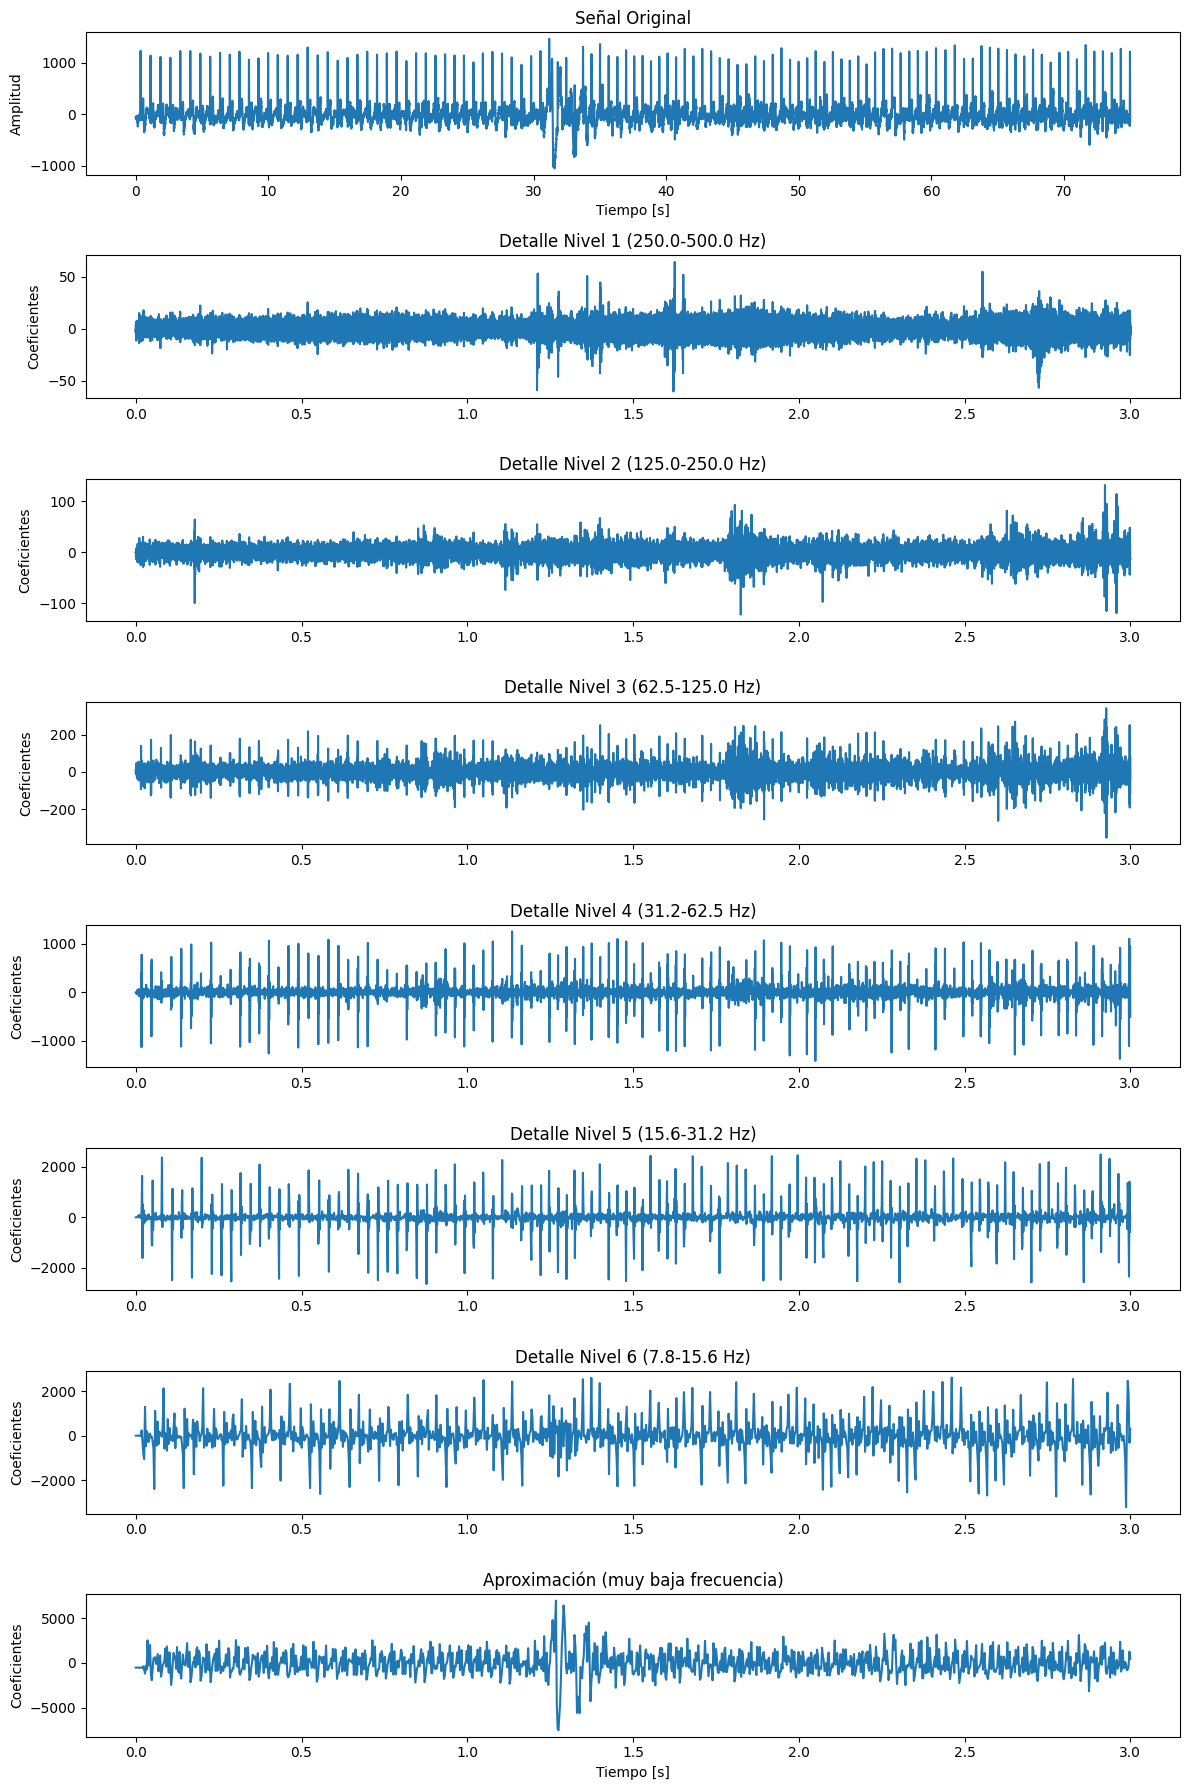 Señal Original
1000
0
−1000
Amplitud
0 10 20 30 40 50 60 70
Tiempo [s]
Detalle Nivel 1 (250.0-500.0 Hz)
50
0
−50
Coeficientes
0.0 0.5 1.0 1.5 2.0 2.5 3.0
Detalle Nivel 2 (125.0-250.0 Hz)
100
0
−100
Coeficientes
0.0 0.5 1.0 1.5 2.0 2.5 3.0
Detalle Nivel 3 (62.5-125.0 Hz)
200
0
−200
Coeficientes
0.0 0.5 1.0 1.5 2.0 2.5 3.0
Detalle Nivel 4 (31.2-62.5 Hz)
1000
0
−1000
Coeficientes
0.0 0.5 1.0 1.5 2.0 2.5 3.0
Detalle Nivel 5 (15.6-31.2 Hz)
2000
0
−2000
Coeficientes
0.0 0.5 1.0 1.5 2.0 2.5 3.0
Detalle Nivel 6 (7.8-15.6 Hz)
2000
0
−2000
Coeficientes
0.0 0.5 1.0 1.5 2.0 2.5 3.0
Aproximación (muy baja frecuencia)
5000
0
−5000
Coeficientes
0.0 0.5 1.0 1.5 2.0 2.5 3.0
Tiempo [s]